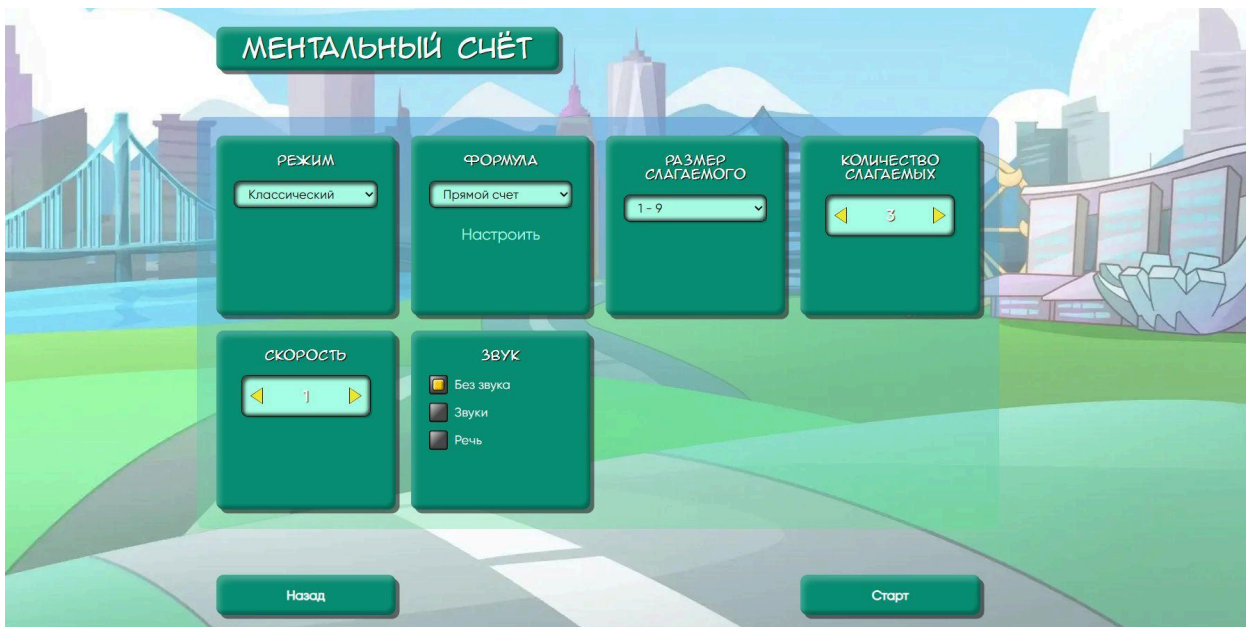 МЕНТАЛЬНЫЙ СЧЁТ
РЕЖИМ
Классический
ФОРМУЛА
Прямой счет
Настроить
РАЗМЕР
СЛАГАЕМОГО
1 - 9
КОЛИЧЕСТВО
СЛАГАЕМЫХ
3
СКОРОСТЬ
1
ЗВУК
Без звука
Звуки
Речь
Назад
Старт